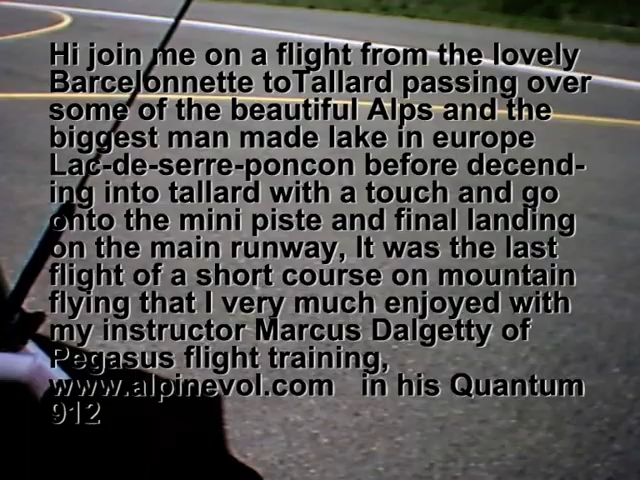 Hi join me on a flight from the lovely
Barcelonnette toTallard passing over
some of the beautiful Alps and the
biggest man made lake in europe
Lac-de-serre-poncon before decend-
ing into tallard with a touch and go
onto the mini piste and final landing
on the main runway, It was the last
flight of a short course on mountain
flying that I very much enjoyed with
my instructor Marcus Dalgetty of
Pegasus flight training,
www.alpinevol.com   in his Quantum
912